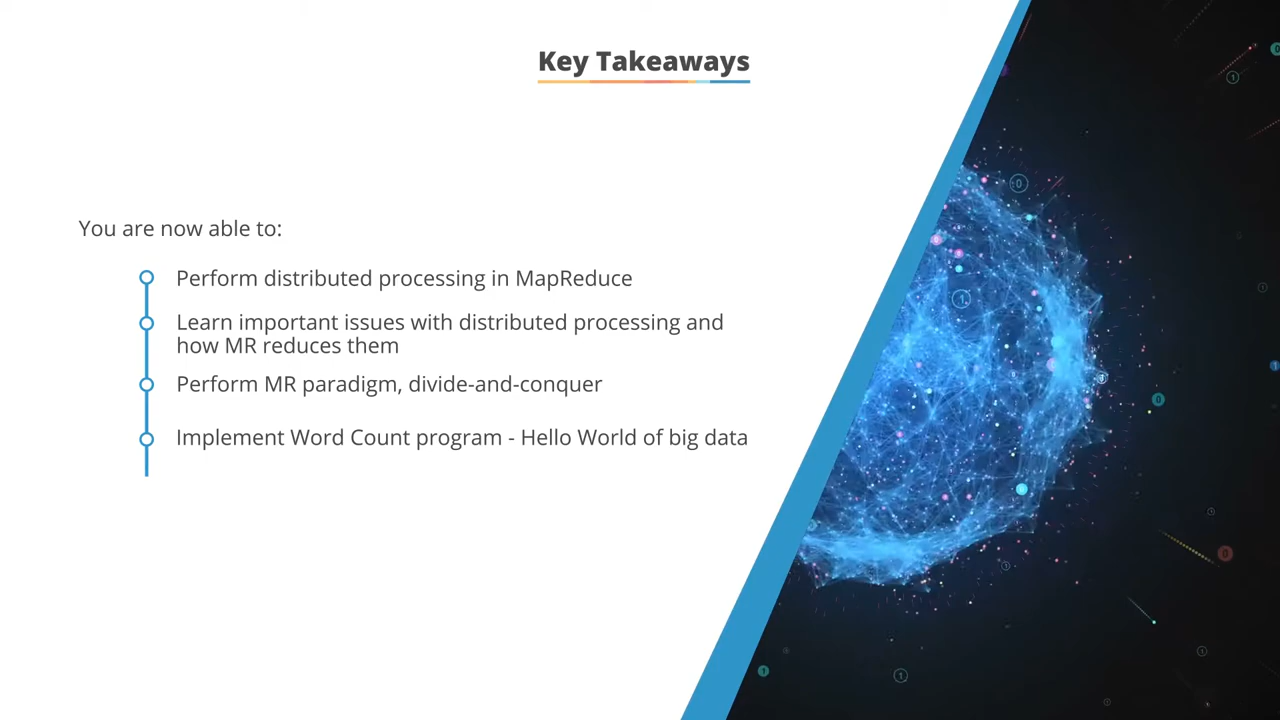 Key Takeaways
You are now able to:
Perform distributed processing in MapReduce
Learn important issues with distributed processing and
how MR reduces them
Perform MR paradigm, divide-and-conquer
Implement Word Count program - Hello World of big data